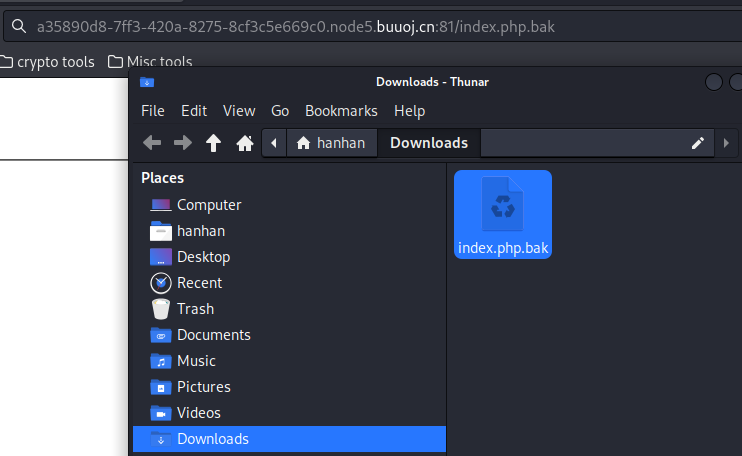 a35890d8-7ff3-420a-8275-8cf3c5e669c0.node5.buuoj.cn:81/index.php.bak
crypto tools Misc tools
Downloads - Thunar
File Edit View Go Bookmarks Help
hanhan Downloads
Places
Computer
hanhan
Desktop
Recent
Trash
Documents
Music
Pictures
Videos
Downloads
index.php.bak